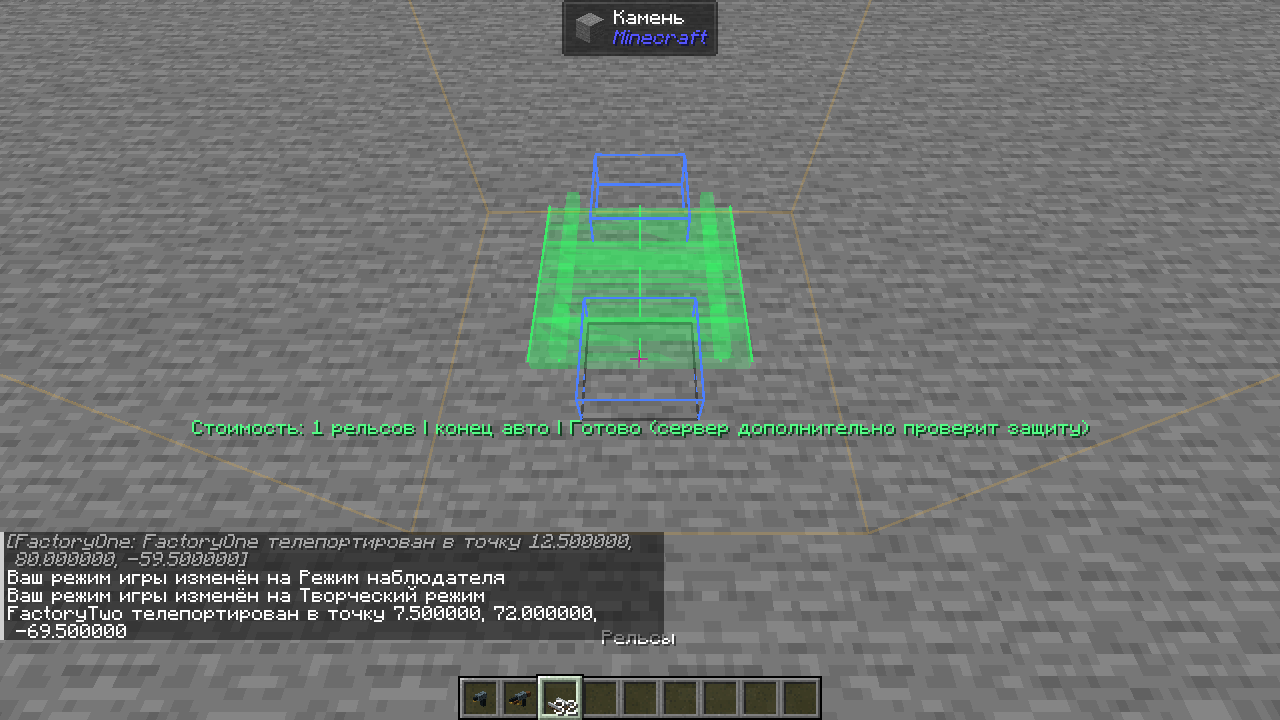 Камень
Minecraft
Стоимость: 1 рельсов | конец авто | Готово (сервер дополнительно проверит защиту)
[FactoryOne: FactoryOne телепортирован в точку 12.500000,
80.000000, -59.500000]
Ваш режим игры изменён на Режим наблюдателя
Ваш режим игры изменён на Творческий режим
FactoryTwo телепортирован в точку 7.500000, 72.000000,
-69.500000
Рельсы
32